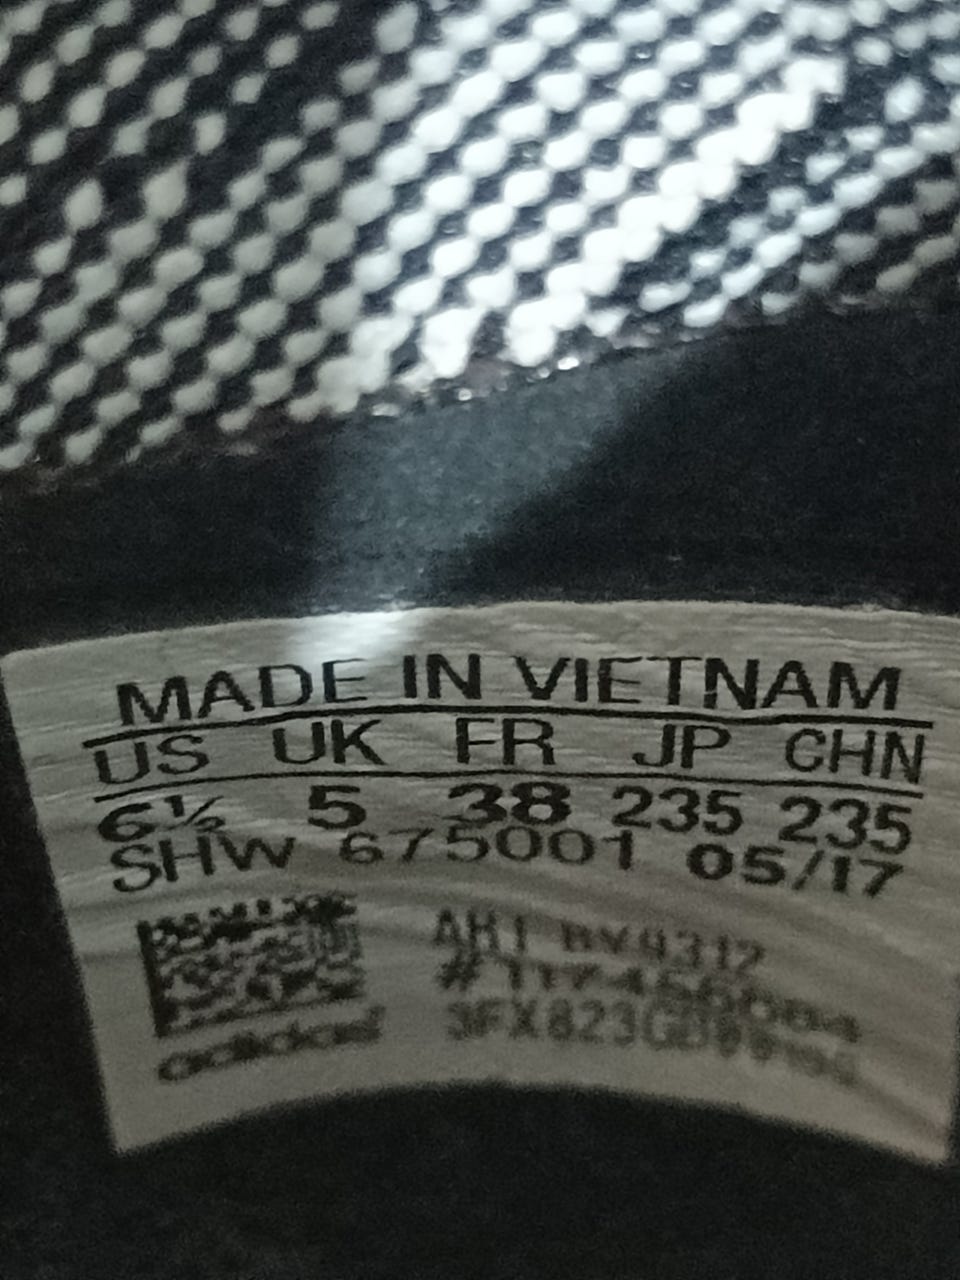 MADE IN VIETNAM
US UK FR JP CHN
6½ 5 38 235 235
SHW 675001 05/17
adidas